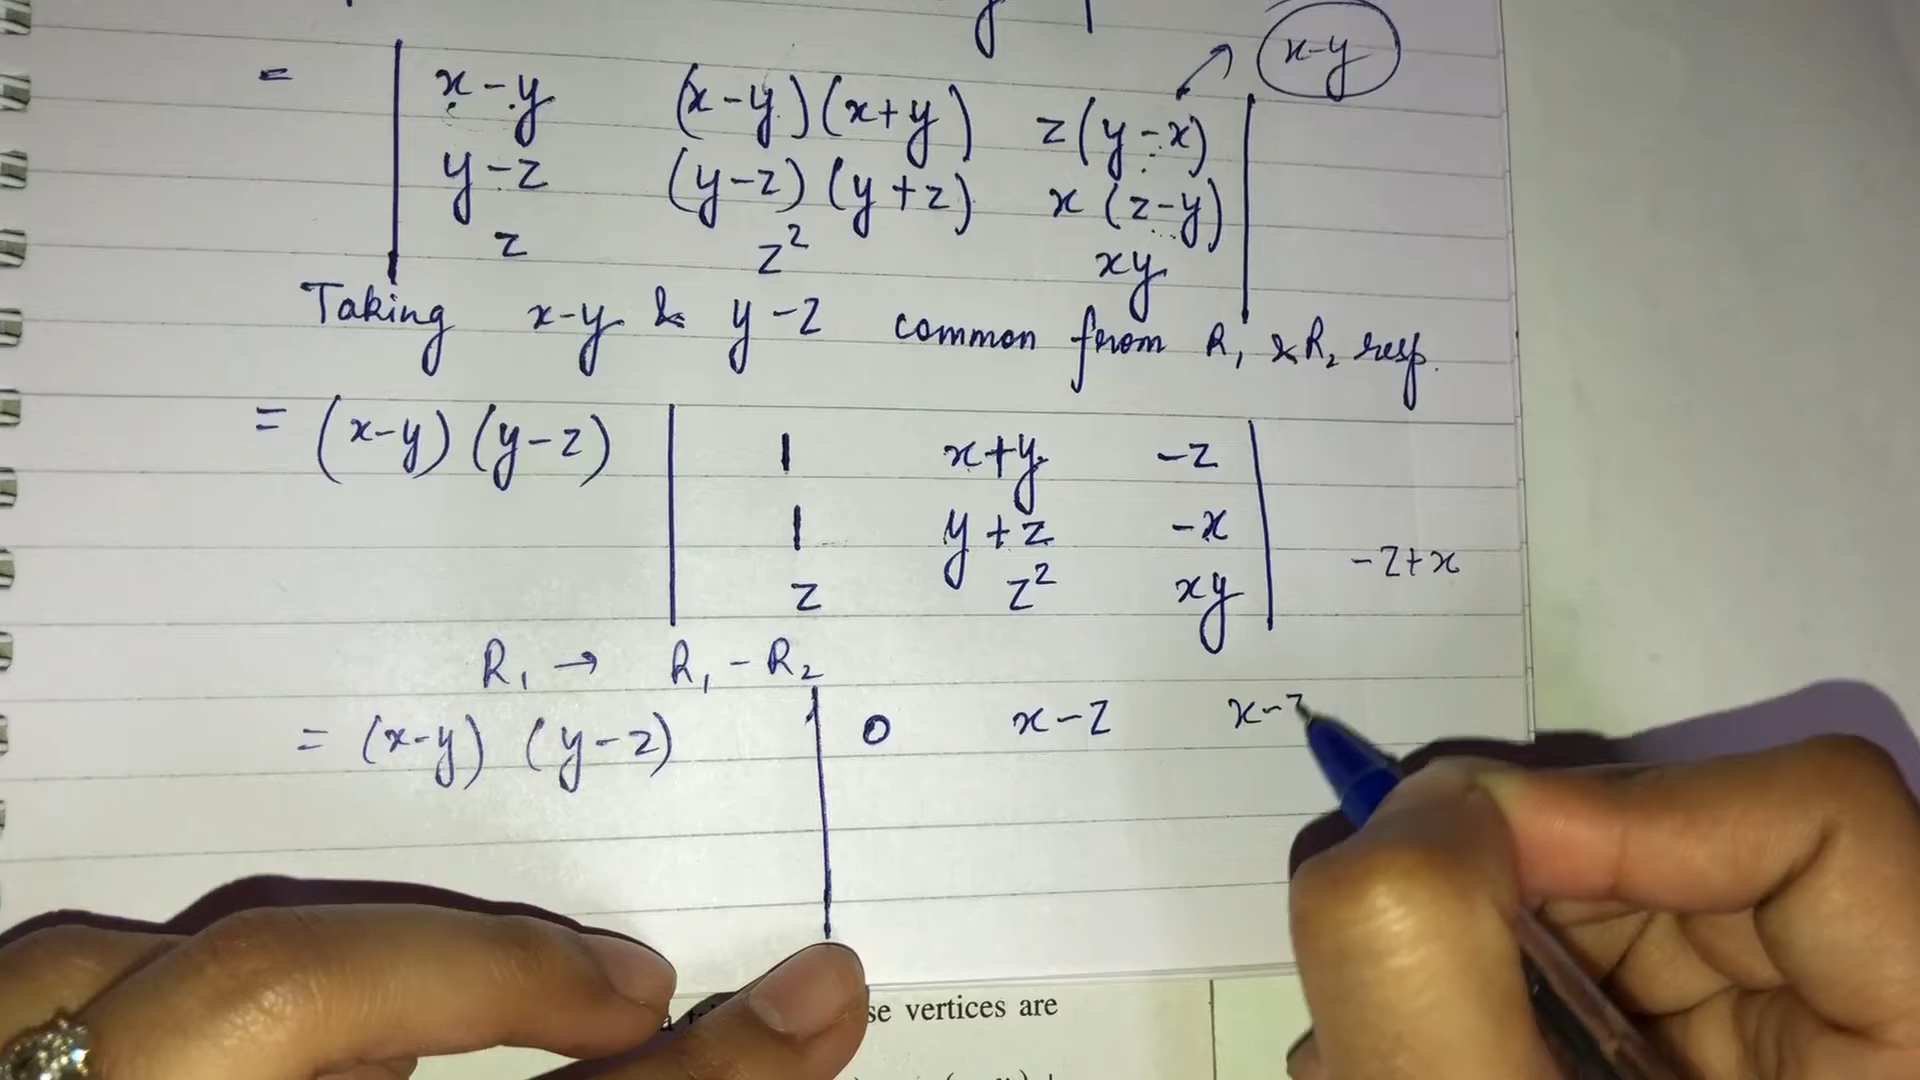 x-y
= | x-y (x-y)(x+y) z(y-x) |
y-z (y-z)(y+z) x(z-y)
z z² xy
Taking x-y & y-z common from R₁ & R₂ resp.
= (x-y)(y-z) | 1 x+y -z |
1 y+z -x
-z+x
z z² xy
R₁ → R₁ - R₂
= (x-y) (y-z) | 0 x-z x-z
se vertices are